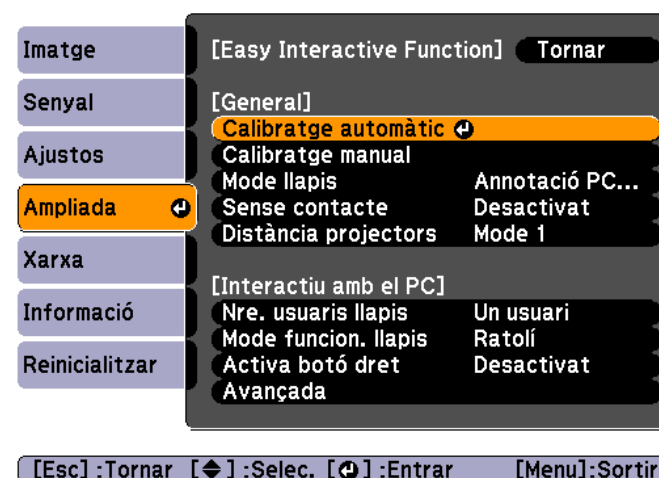 Imatge
Senyal
Ajustos
Ampliada
Xarxa
Informació
Reinicialitzar
[Easy Interactive Function] Tornar
[General]
Calibratge automàtic
Calibratge manual
Mode llapis Annotació PC...
Sense contacte Desactivat
Distància projectors Mode 1
[Interactiu amb el PC]
Nre. usuaris llapis Un usuari
Mode funcion. llapis Ratolí
Activa botó dret Desactivat
Avançada
[Esc] :Tornar [◆] :Selec. [⏎] :Entrar [Menu]:Sortir